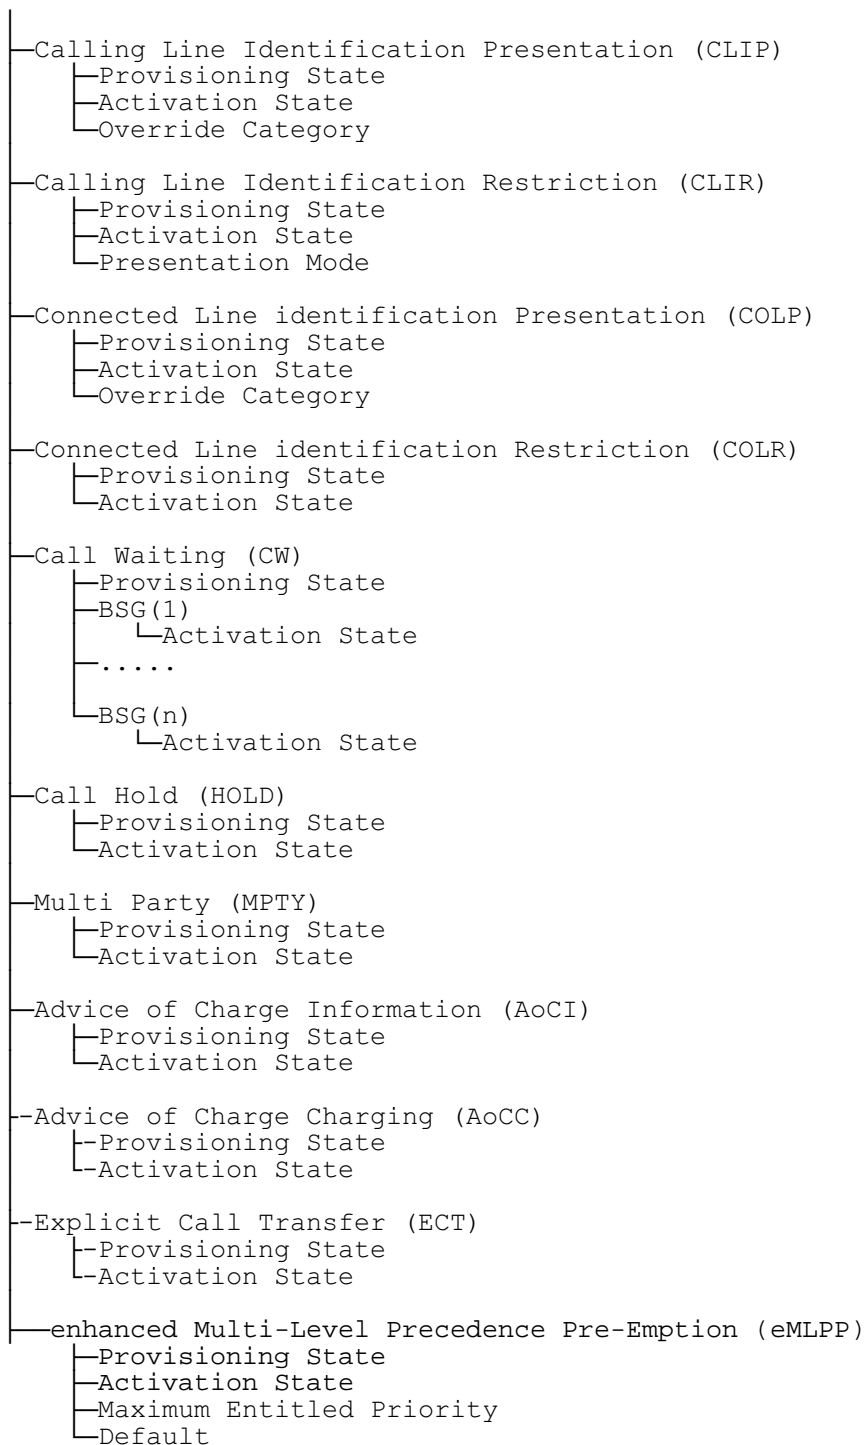 Calling Line Identification Presentation (CLIP)
Provisioning State
Activation State
Override Category
Calling Line Identification Restriction (CLIR)
Provisioning State
Activation State
Presentation Mode
Connected Line identification Presentation (COLP)
Provisioning State
Activation State
Override Category
Connected Line identification Restriction (COLR)
Provisioning State
Activation State
Call Waiting (CW)
Provisioning State
BSG(1)
Activation State
.....
BSG(n)
Activation State
Call Hold (HOLD)
Provisioning State
Activation State
Multi Party (MPTY)
Provisioning State
Activation State
Advice of Charge Information (AoCI)
Provisioning State
Activation State
Advice of Charge Charging (AoCC)
Provisioning State
Activation State
Explicit Call Transfer (ECT)
Provisioning State
Activation State
enhanced Multi-Level Precedence Pre-Emption (eMLPP)
Provisioning State
Activation State
Maximum Entitled Priority
Default